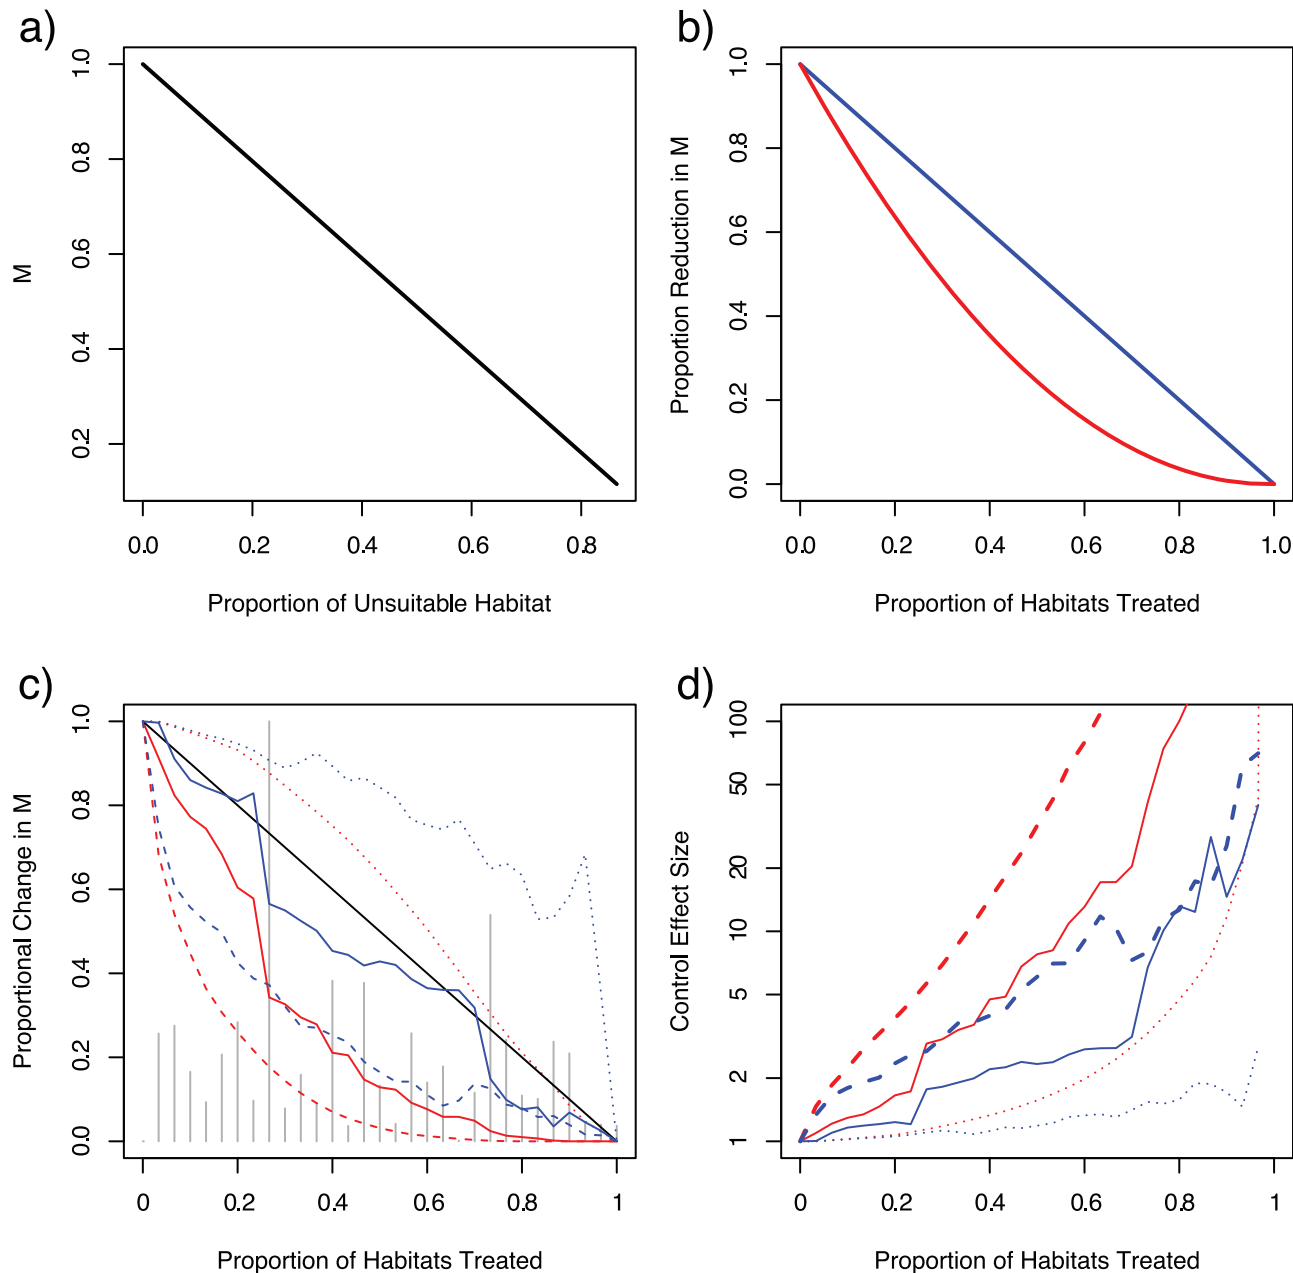 a)
M
1.0
0.8
0.6
0.4
0.2
0.0 0.2 0.4 0.6 0.8
Proportion of Unsuitable Habitat
b)
Proportion Reduction in M
1.0
0.8
0.6
0.4
0.2
0.0
0.0 0.2 0.4 0.6 0.8 1.0
Proportion of Habitats Treated
c)
Proportional Change in M
1.0
0.8
0.6
0.4
0.2
0.0
0 0.2 0.4 0.6 0.8 1
Proportion of Habitats Treated
d)
Control Effect Size
100
50
20
10
5
2
1
0 0.2 0.4 0.6 0.8 1
Proportion of Habitats Treated